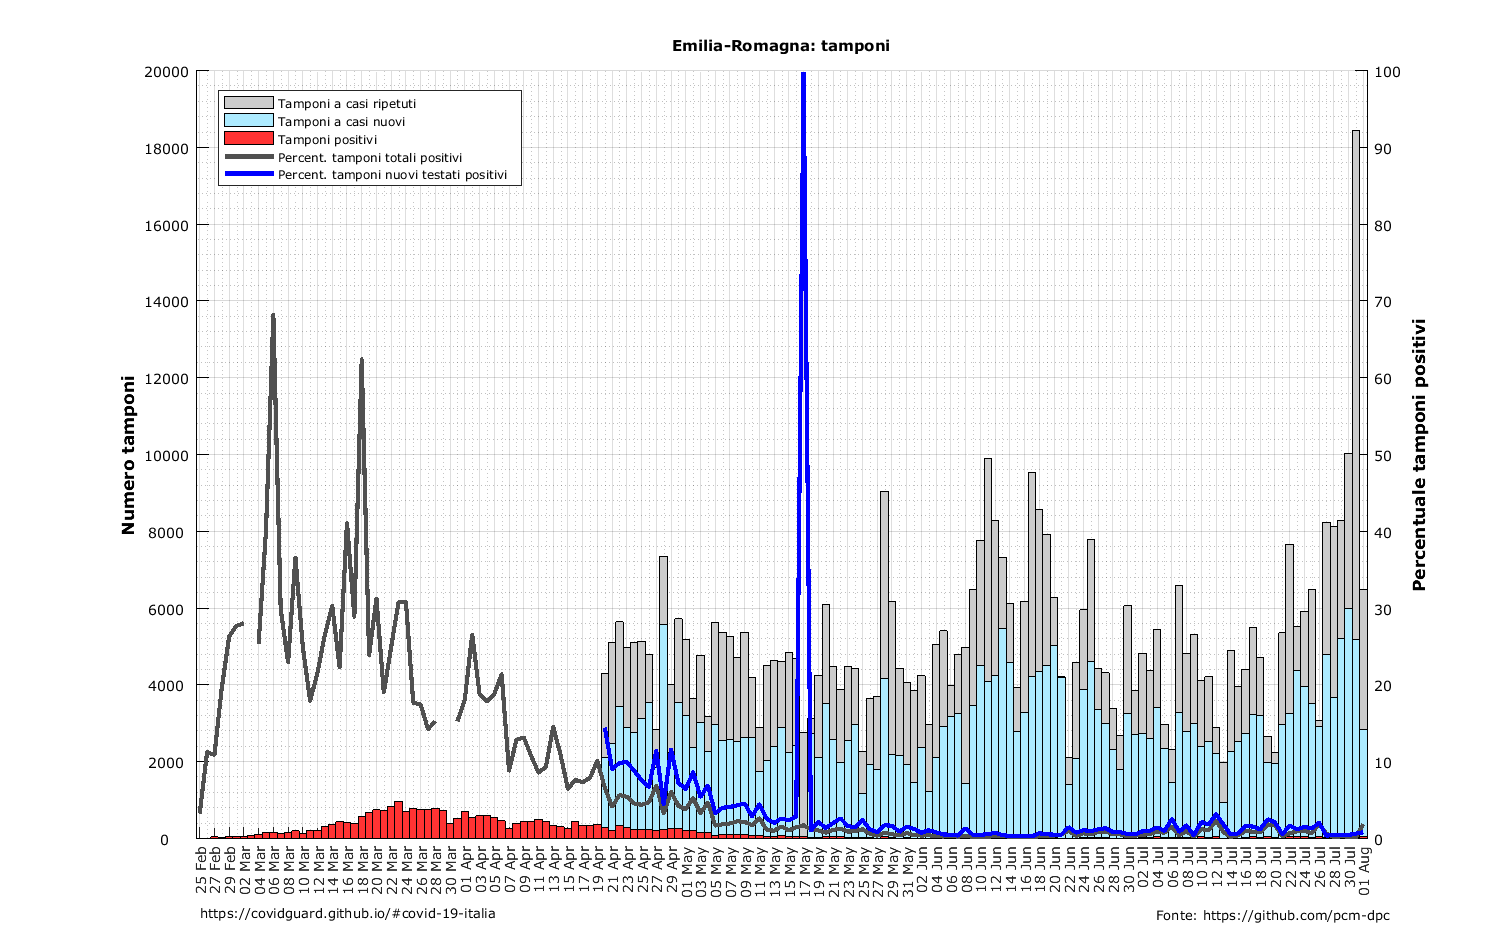 Emilia-Romagna: tamponi
20000
18000
16000
14000
12000
10000
8000
6000
4000
2000
0
100
90
80
70
60
50
40
30
20
10
0
Tamponi a casi ripetuti
Tamponi a casi nuovi
Tamponi positivi
Percent. tamponi totali positivi
Percent. tamponi nuovi testati positivi
Numero tamponi
Percentuale tamponi positivi
25 Feb
27 Feb
29 Feb
02 Mar
04 Mar
06 Mar
08 Mar
10 Mar
12 Mar
14 Mar
16 Mar
18 Mar
20 Mar
22 Mar
24 Mar
26 Mar
28 Mar
30 Mar
01 Apr
03 Apr
05 Apr
07 Apr
09 Apr
11 Apr
13 Apr
15 Apr
17 Apr
19 Apr
21 Apr
23 Apr
25 Apr
27 Apr
29 Apr
01 May
03 May
05 May
07 May
09 May
11 May
13 May
15 May
17 May
19 May
21 May
23 May
25 May
27 May
29 May
31 May
02 Jun
04 Jun
06 Jun
08 Jun
10 Jun
12 Jun
14 Jun
16 Jun
18 Jun
20 Jun
22 Jun
24 Jun
26 Jun
28 Jun
30 Jun
02 Jul
04 Jul
06 Jul
08 Jul
10 Jul
12 Jul
14 Jul
16 Jul
18 Jul
20 Jul
22 Jul
24 Jul
26 Jul
28 Jul
30 Jul
01 Aug
https://covidguard.github.io/#covid-19-italia
Fonte: https://github.com/pcm-dpc